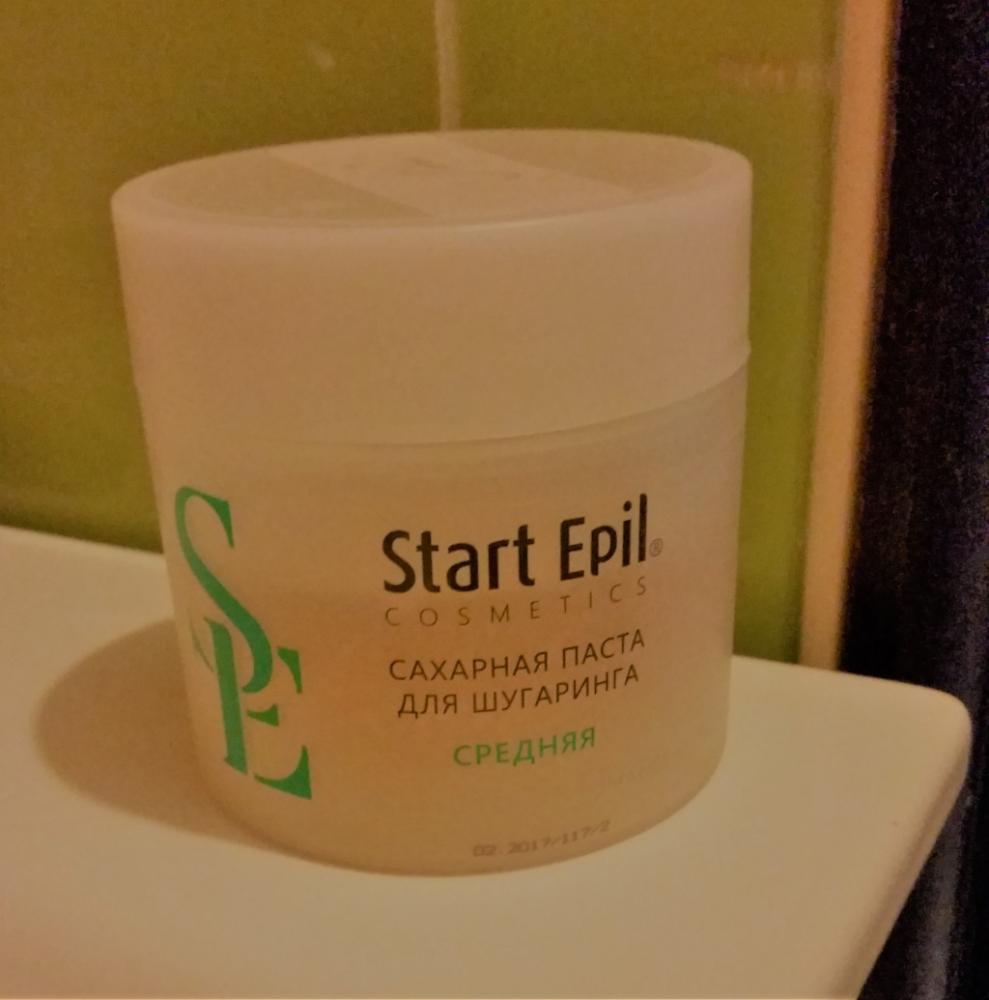 SPE
Start Epil®
COSMETICS
САХАРНАЯ ПАСТА
ДЛЯ ШУГАРИНГА
СРЕДНЯЯ
02.2017/117/2